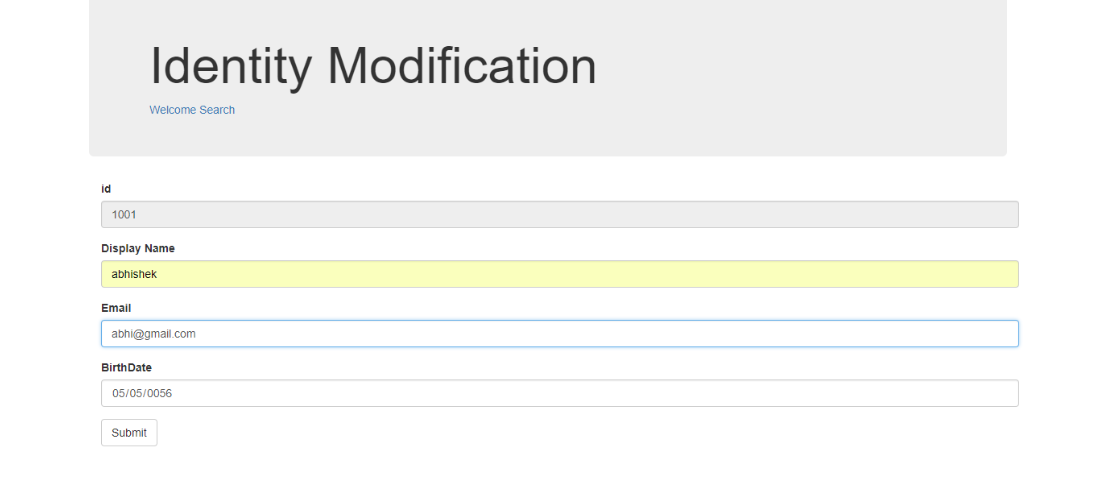 Identity Modification
Welcome Search
id
1001
Display Name
abhishek
Email
abhi@gmail.com
BirthDate
05/05/0056
Submit